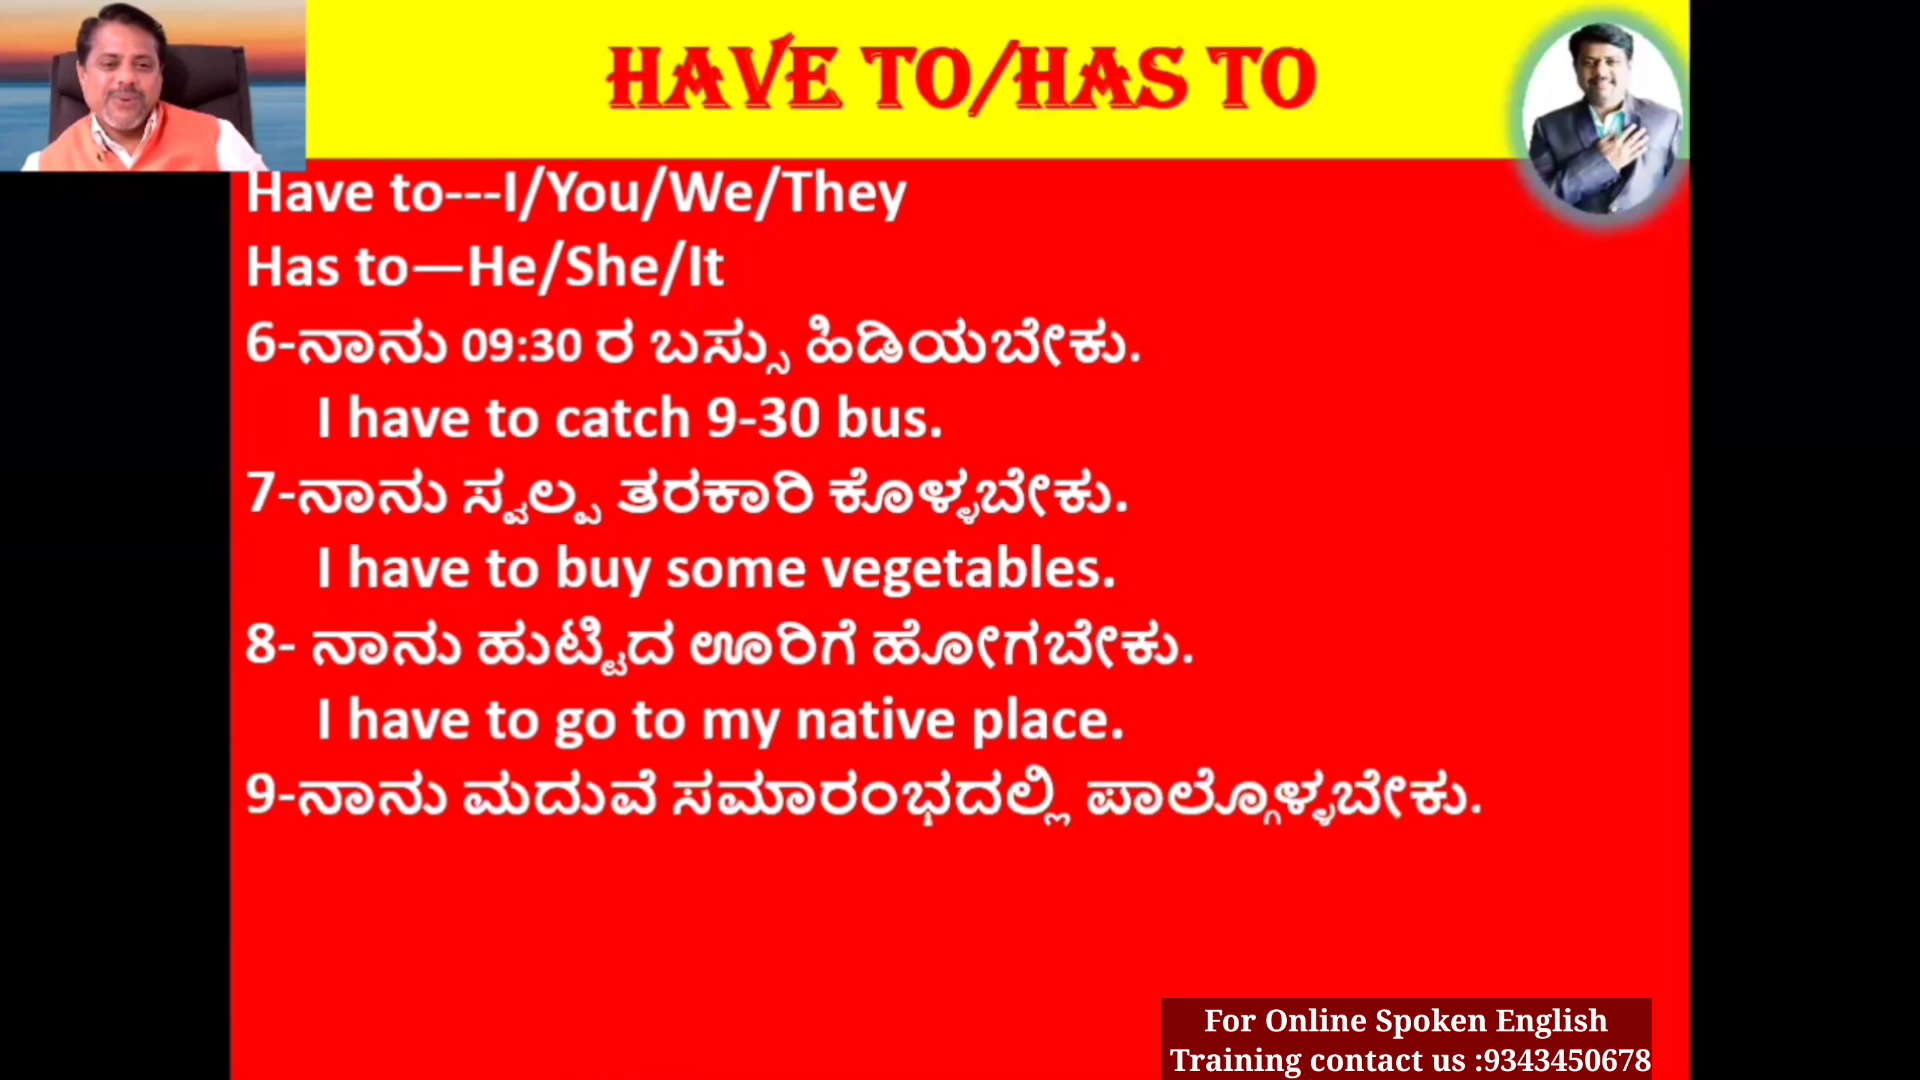 HAVE TO/HAS TO
Have to---I/You/We/They
Has to—He/She/It
6-ನಾನು 09:30 ರ ಬಸ್ಸು ಹಿಡಿಯಬೇಕು.
I have to catch 9-30 bus.
7-ನಾನು ಸ್ವಲ್ಪ ತರಕಾರಿ ಕೊಳ್ಳಬೇಕು.
I have to buy some vegetables.
8- ನಾನು ಹುಟ್ಟಿದ ಊರಿಗೆ ಹೋಗಬೇಕು.
I have to go to my native place.
9-ನಾನು ಮದುವೆ ಸಮಾರಂಭದಲ್ಲಿ ಪಾಲ್ಗೊಳ್ಳಬೇಕು.
For Online Spoken English
Training contact us :9343450678